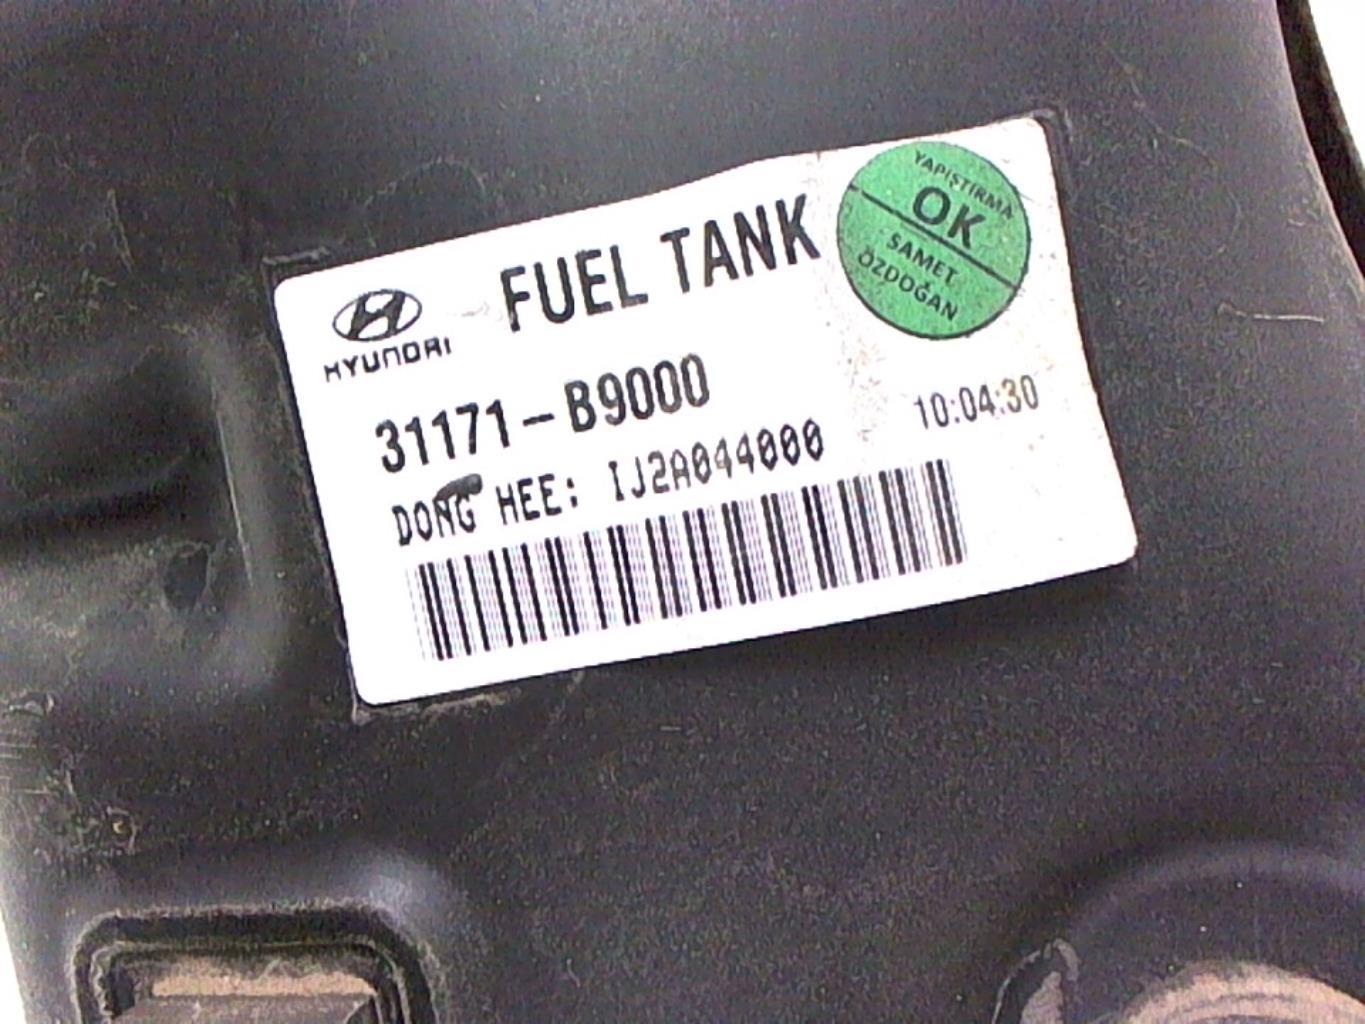 FUEL TANK
HYUNDAI
31171-B9000
DONG HEE: IJ2A044000
10:04:30
YAPIŞTIRMA
OK
SAMET
ÖZDOĞAN